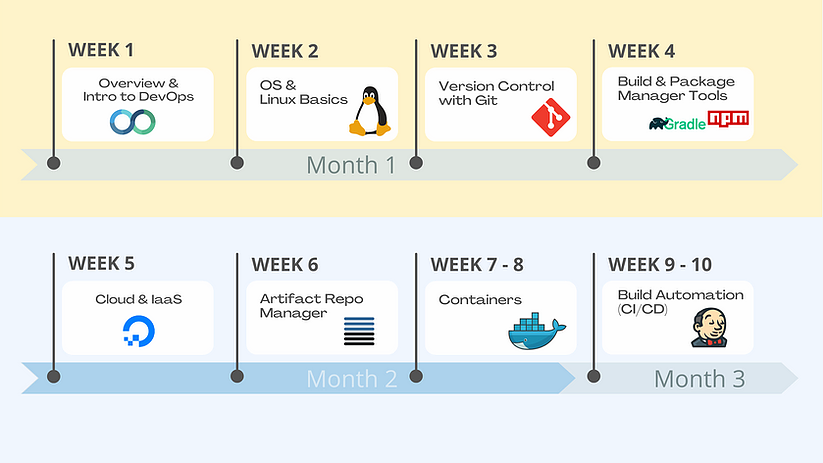 WEEK 1
Overview &
Intro to DevOps
WEEK 2
OS &
Linux Basics
WEEK 3
Version Control
with Git
WEEK 4
Build & Package
Manager Tools
Gradle
npm
Month 1
WEEK 5
Cloud & IaaS
WEEK 6
Artifact Repo
Manager
WEEK 7 - 8
Containers
WEEK 9 - 10
Build Automation
(CI/CD)
Month 2
Month 3